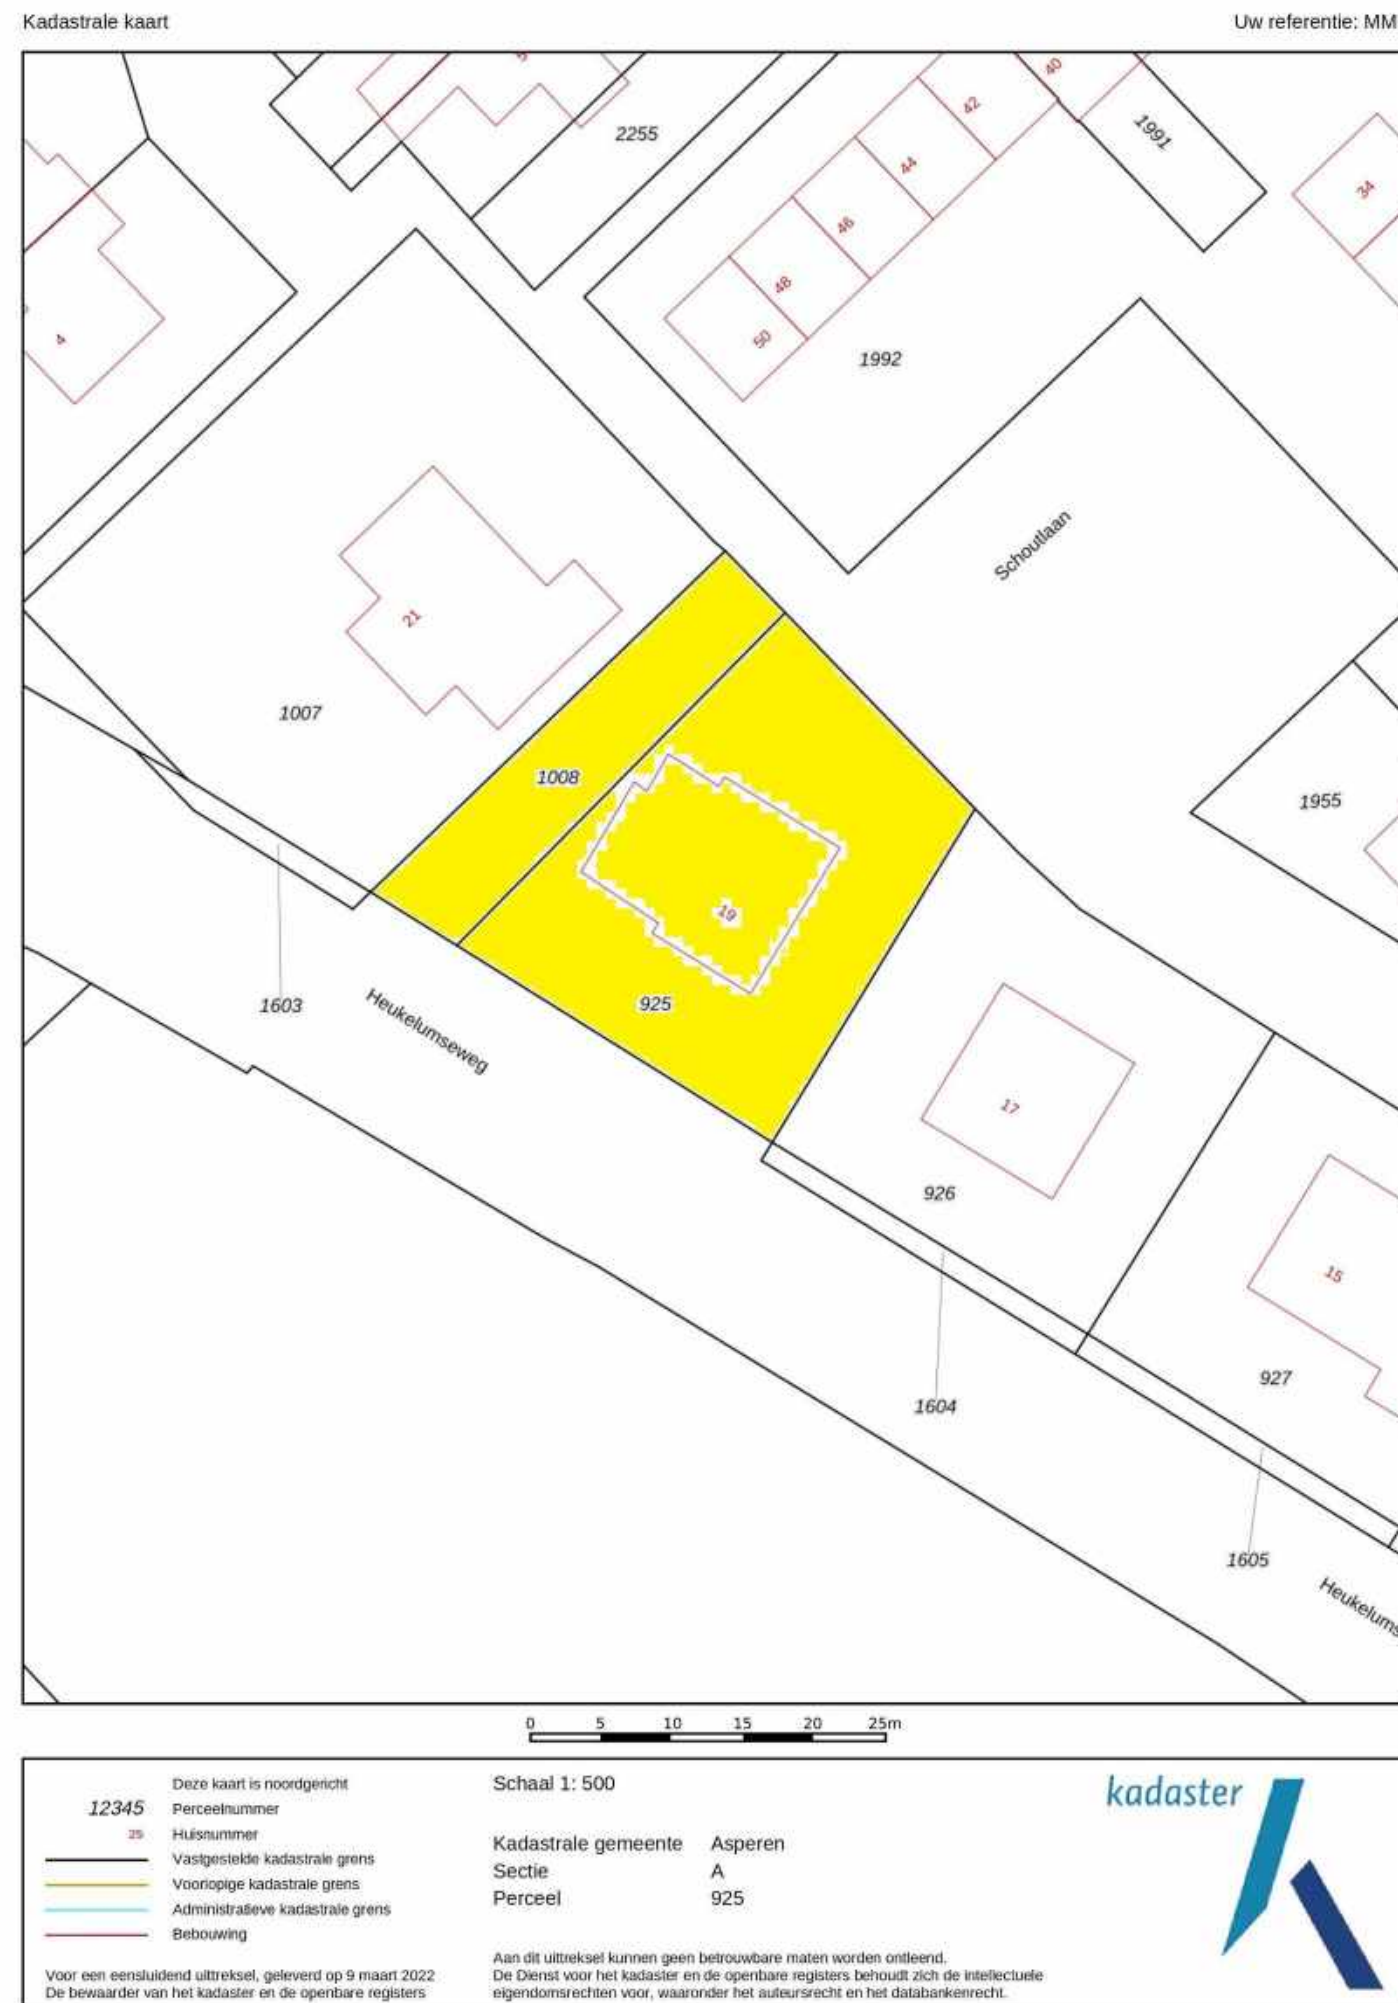 Kadastrale kaart
Uw referentie: MM
5
40
42
2255
1991
44
34
46
48
4
50
1992
Schoutlaan
21
1007
1008
1955
19
925
1603
Heukelumseweg
17
926
15
927
1604
1605
Heukelums
0 5 10 15 20 25m
Deze kaart is noordgericht
12345 Perceelnummer
25 Huisnummer
Vastgestelde kadastrale grens
Voorlopige kadastrale grens
Administratieve kadastrale grens
Bebouwing
Voor een eensluidend uittreksel, geleverd op 9 maart 2022
De bewaarder van het kadaster en de openbare registers
Schaal 1: 500
Kadastrale gemeente Asperen
Sectie A
Perceel 925
Aan dit uittreksel kunnen geen betrouwbare maten worden ontleend.
De Dienst voor het kadaster en de openbare registers behoudt zich de intellectuele
eigendomsrechten voor, waaronder het auteursrecht en het databankenrecht.
kadaster